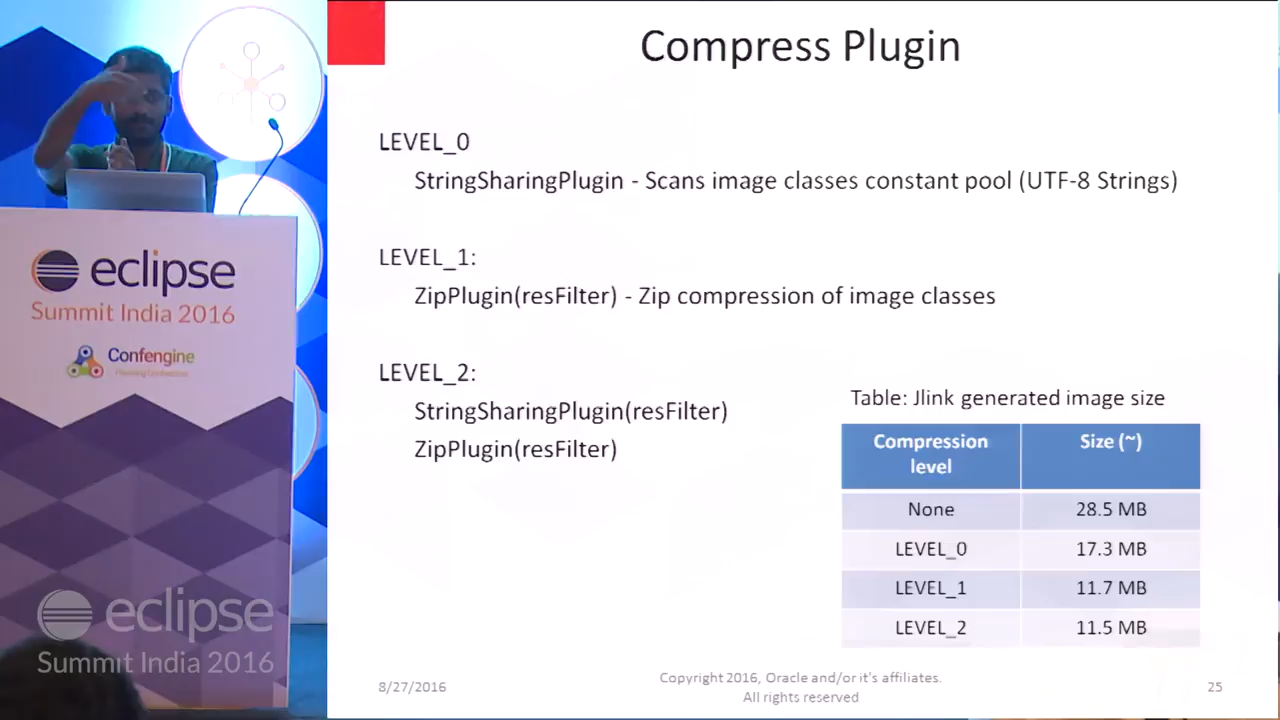 Compress Plugin
LEVEL_0
StringSharingPlugin - Scans image classes constant pool (UTF-8 Strings)
LEVEL_1:
ZipPlugin(resFilter) - Zip compression of image classes
LEVEL_2:
StringSharingPlugin(resFilter)
ZipPlugin(resFilter)
Table: Jlink generated image size
Compression
level
Size (~)
None 28.5 MB
LEVEL_0 17.3 MB
LEVEL_1 11.7 MB
LEVEL_2 11.5 MB
8/27/2016
Copyright 2016, Oracle and/or it's affiliates.
All rights reserved
25
eclipse
Summit India 2016
Confengine
eclipse
Summit India 2016